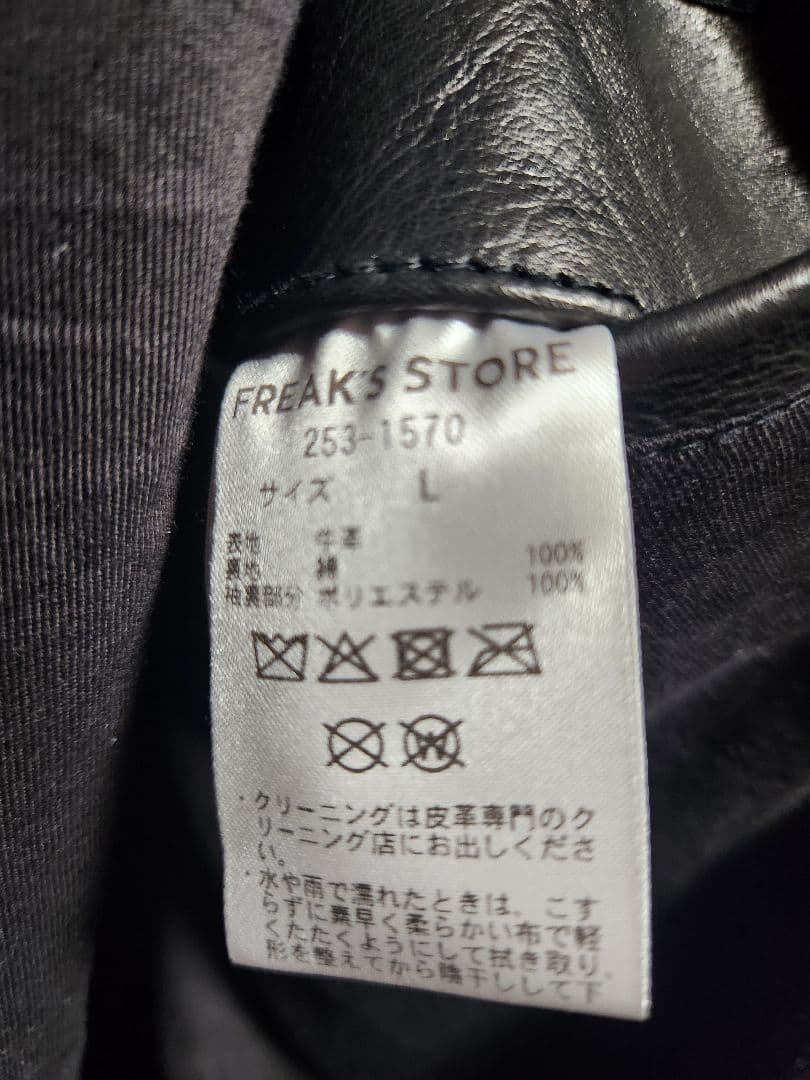 FREAK'S STORE
253-1570
サイズ L
表地 牛革
裏地 綿 100%
袖裏部分 ポリエステル 100%
W
・クリーニングは皮革専門のク
リーニング店にお出しくださ
い。
・水や雨で濡れたときは、こす
らずに素早く柔らかい布で軽
くたたくようにして拭き取り、
形を整えてから陰干しして下